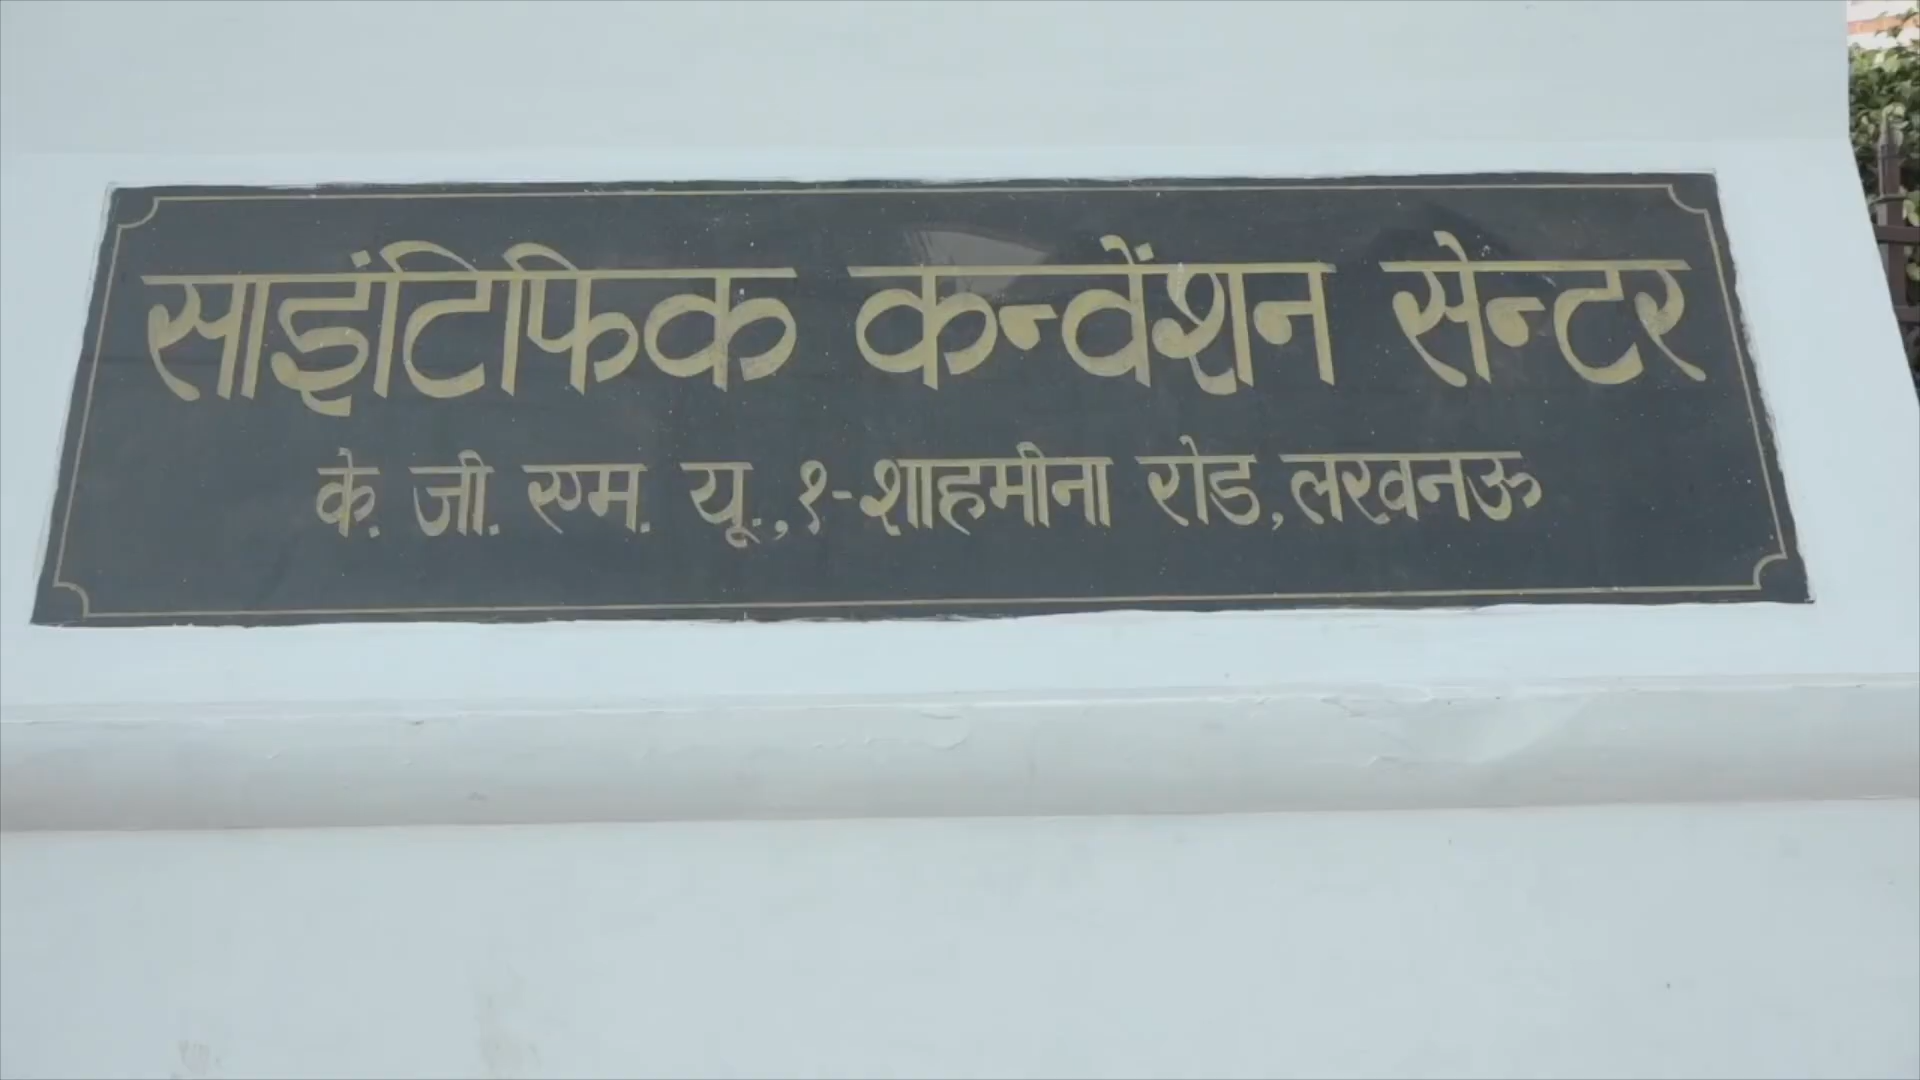 साइंटिफिक कन्वेंशन सेन्टर
के. जी. एम. यू., १-शाहमीना रोड, लखनऊ